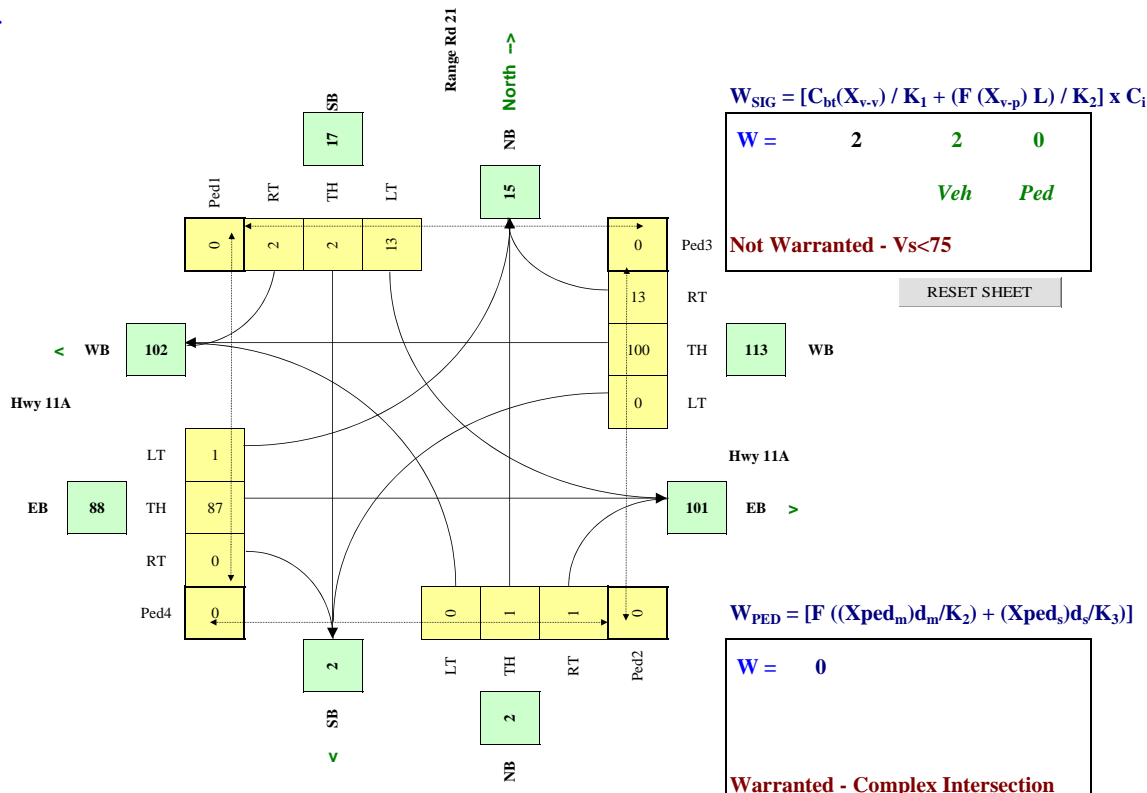 Range Rd 21
North -->
SB
17
NB
15
Ped1
RT
TH
LT
0
2
2
13
0
Ped3
13
RT
100
TH
0
LT
113
WB
<
WB
102
Hwy 11A
Hwy 11A
LT
1
EB
88
TH
87
RT
0
Ped4
0
101
EB
>
0
1
1
0
LT
TH
RT
Ped2
2
SB
<
2
NB
W_SIG = [C_bt(X_v-v) / K_1 + (F (X_v-p) L) / K_2] x C_i
W = 2 2 0
Veh Ped
Not Warranted - Vs<75
RESET SHEET
W_PED = [F ((Xped_m)d_m/K_2) + (Xped_s)d_s/K_3)]
W = 0
Warranted - Complex Intersection